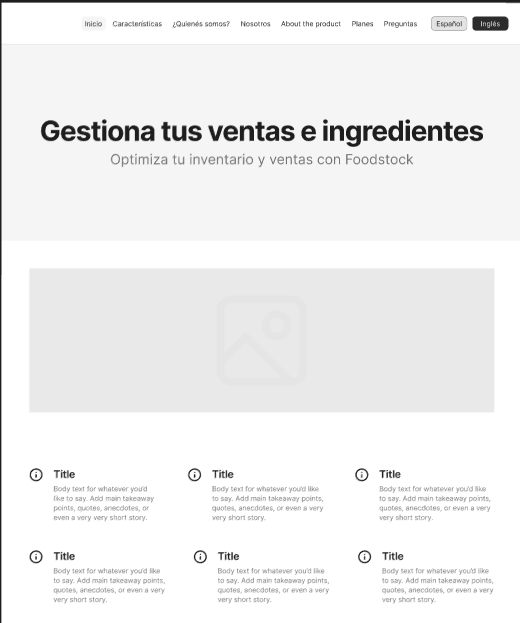 Inicio Características ¿Quienés somos? Nosotros About the product Planes Preguntas Español Inglés
Gestiona tus ventas e ingredientes
Optimiza tu inventario y ventas con Foodstock
Title
Body text for whatever you'd
like to say. Add main takeaway
points, quotes, anecdotes, or
even a very very short story.
Title
Body text for whatever you'd like
to say. Add main takeaway points,
quotes, anecdotes, or even a very
very short story.
Title
Body text for whatever you'd like
to say. Add main takeaway points,
quotes, anecdotes, or even a very
very short story.
Title
Body text for whatever you'd like
to say. Add main takeaway points,
quotes, anecdotes, or even a very
very short story.
Title
Body text for whatever you'd like
to say. Add main takeaway points,
quotes, anecdotes, or even a very
very short story.
Title
Body text for whatever you'd like
to say. Add main takeaway points,
quotes, anecdotes, or even a very
very short story.